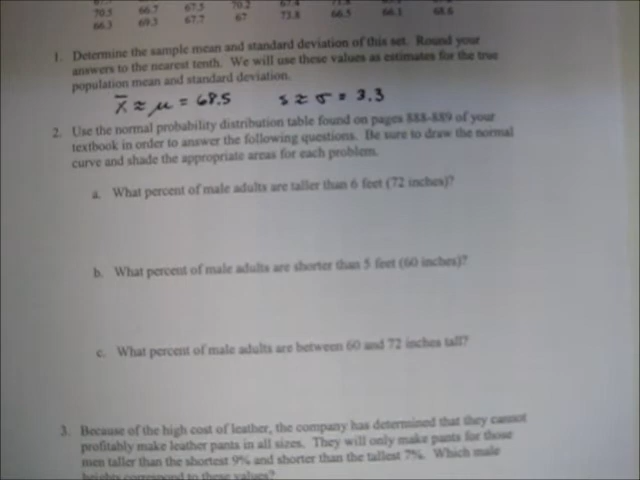 70.5 66.7 67.5 70.2 67.4
66.3 69.3 67.7 67 73.8 66.5 66.1 68.6
1. Determine the sample mean and standard deviation of this set. Round your
answers to the nearest tenth. We will use these values as estimates for the true
population mean and standard deviation.
x̄ ≈ μ = 68.5 s ≈ σ = 3.3
2. Use the normal probability distribution table found on pages 888-889 of your
textbook in order to answer the following questions. Be sure to draw the normal
curve and shade the appropriate areas for each problem.
a. What percent of male adults are taller than 6 feet (72 inches)?
b. What percent of male adults are shorter than 5 feet (60 inches)?
c. What percent of male adults are between 60 and 72 inches tall?
3. Because of the high cost of leather, the company has determined that they cannot
profitably make leather pants in all sizes. They will only make pants for those
men taller than the shortest 9% and shorter than the tallest 7%. Which male
heights correspond to these values?